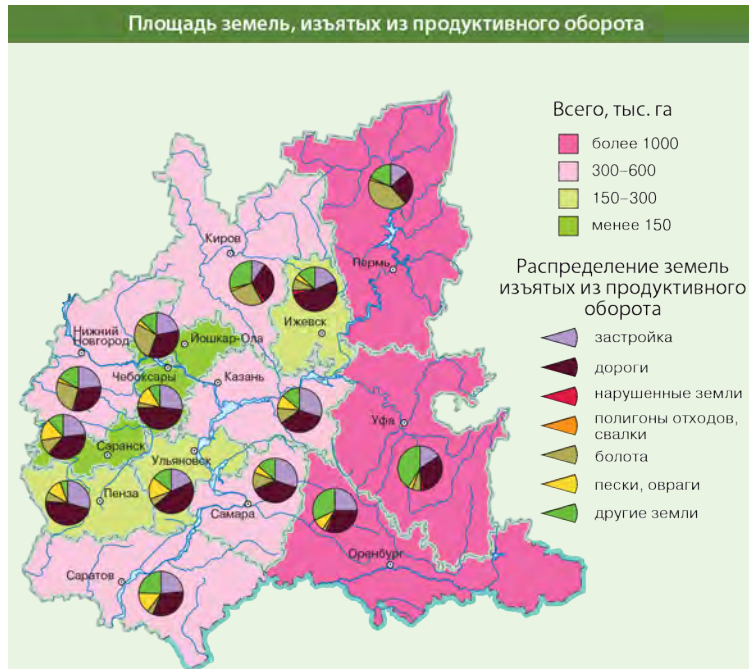 Площадь земель, изъятых из продуктивного оборота
Всего, тыс. га
более 1000
300–600
150–300
менее 150
Распределение земель
изъятых из продуктивного
оборота
застройка
дороги
нарушенные земли
полигоны отходов,
свалки
болота
пески, овраги
другие земли
Киров
Пермь
Ижевск
Нижний
Новгород
Йошкар-Ола
Чебоксары
Казань
Уфа
Саранск
Ульяновск
Пенза
Самара
Оренбург
Саратов